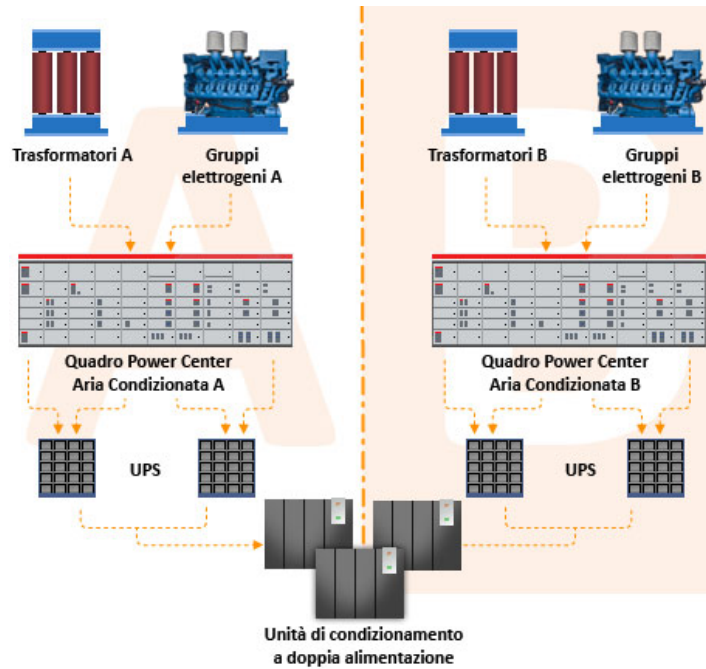 A
B
Trasformatori A
Gruppi
elettrogeni A
Trasformatori B
Gruppi
elettrogeni B
Quadro Power Center
Aria Condizionata A
Quadro Power Center
Aria Condizionata B
UPS
UPS
Unità di condizionamento
a doppia alimentazione